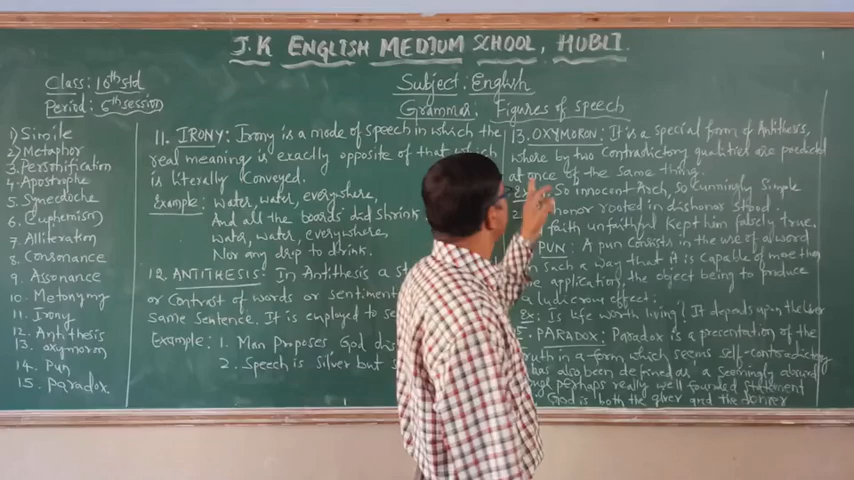 J.K ENGLISH MEDIUM SCHOOL, HUBLI.
Class: 10th std
Subject: English
Period: 6th session
Grammar: Figures of speech
1) Simile
2) Metaphor
3. Personification
4. Apostrophe
5. Synecdoche
6. Euphemism
7. Alliteration
8. Consonance
9. Assonance
10. Metonymy
11. Irony
12. Antithesis
13. oxymoron
14. Pun
15. Paradox
11. IRONY: Irony is a mode of speech in which the
real meaning is exactly opposite of that which
is literally Conveyed.
Example: water, water, everywhere,
And all the boards did shrink
water, water, everywhere,
Nor any drip to drink.
12. ANTITHESIS: In Antithesis a
or Contrast of words or
same Sentence. It is employed to
Example: 1. Man Proposes God
2. Speech is silver but
13. OXYMORON: It is a special form of Antithesis,
where by two Contradictory qualities are
at once of the same thing.
So innocent Arch, so Cunningly Simple
rooted in dishonor stood
faith unfaithful Kept him falsely true.
PUN: A pun consists in the use of a word
in such a way that it is capable of more than
application, the object being to produce
a ludicrous effect:
Ex: Is life worth living? It depends upon the liver
PARADOX: Paradox is a presentation of the
in a form which seems self-contradictory
has also been defined as 'a seemingly absurd
perhaps really well founded statement
God is both the giver and the